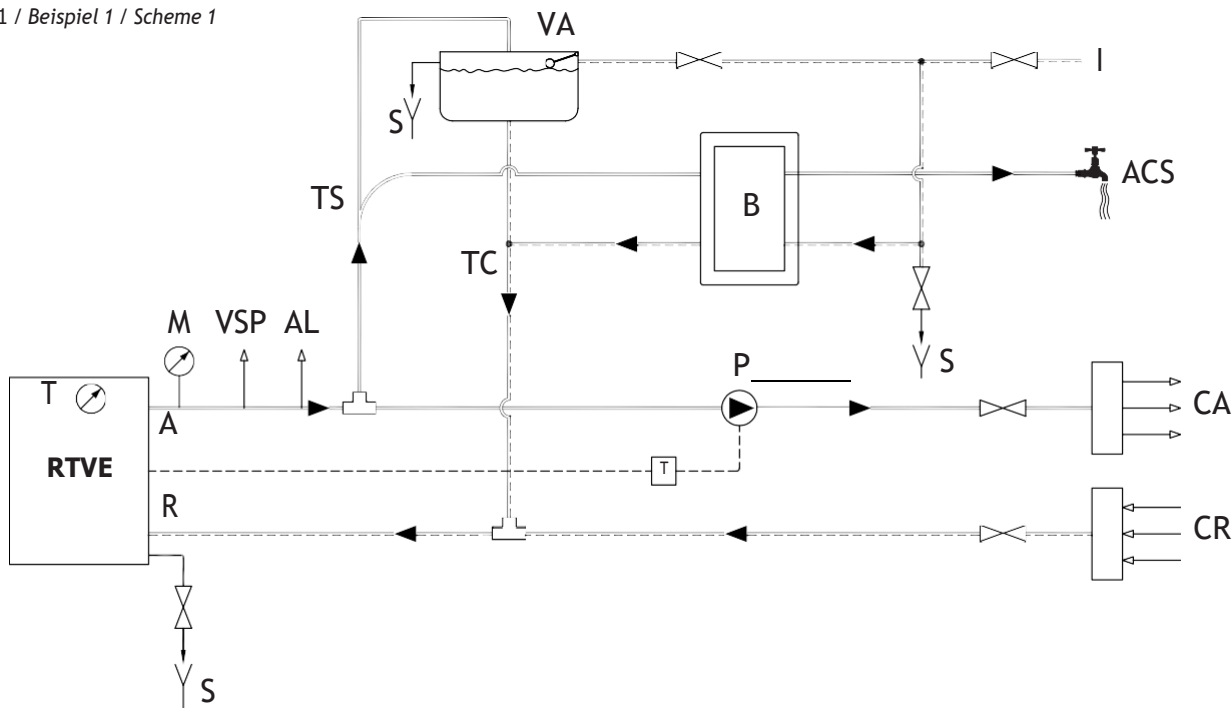 1 / Beispiel 1 / Scheme 1
VA
I
S
ACS
TS
B
TC
M VSP AL
S
P
T
CA
A
RTVE
T
R
CR
S